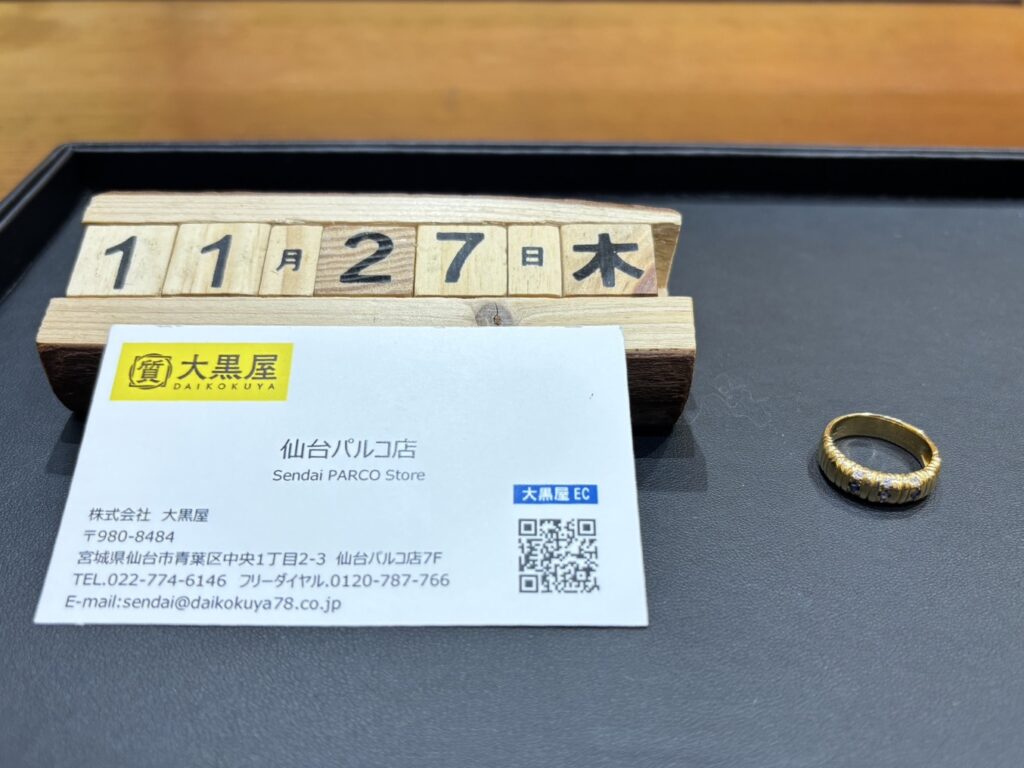 11月27日木
質 大黒屋
DAIKOKUYA
仙台パルコ店
Sendai PARCO Store
大黒屋 EC
株式会社 大黒屋
〒980-8484
宮城県仙台市青葉区中央1丁目2-3 仙台パルコ店7F
TEL.022-774-6146 フリーダイヤル.0120-787-766
E-mail:sendai@daikokuya78.co.jp